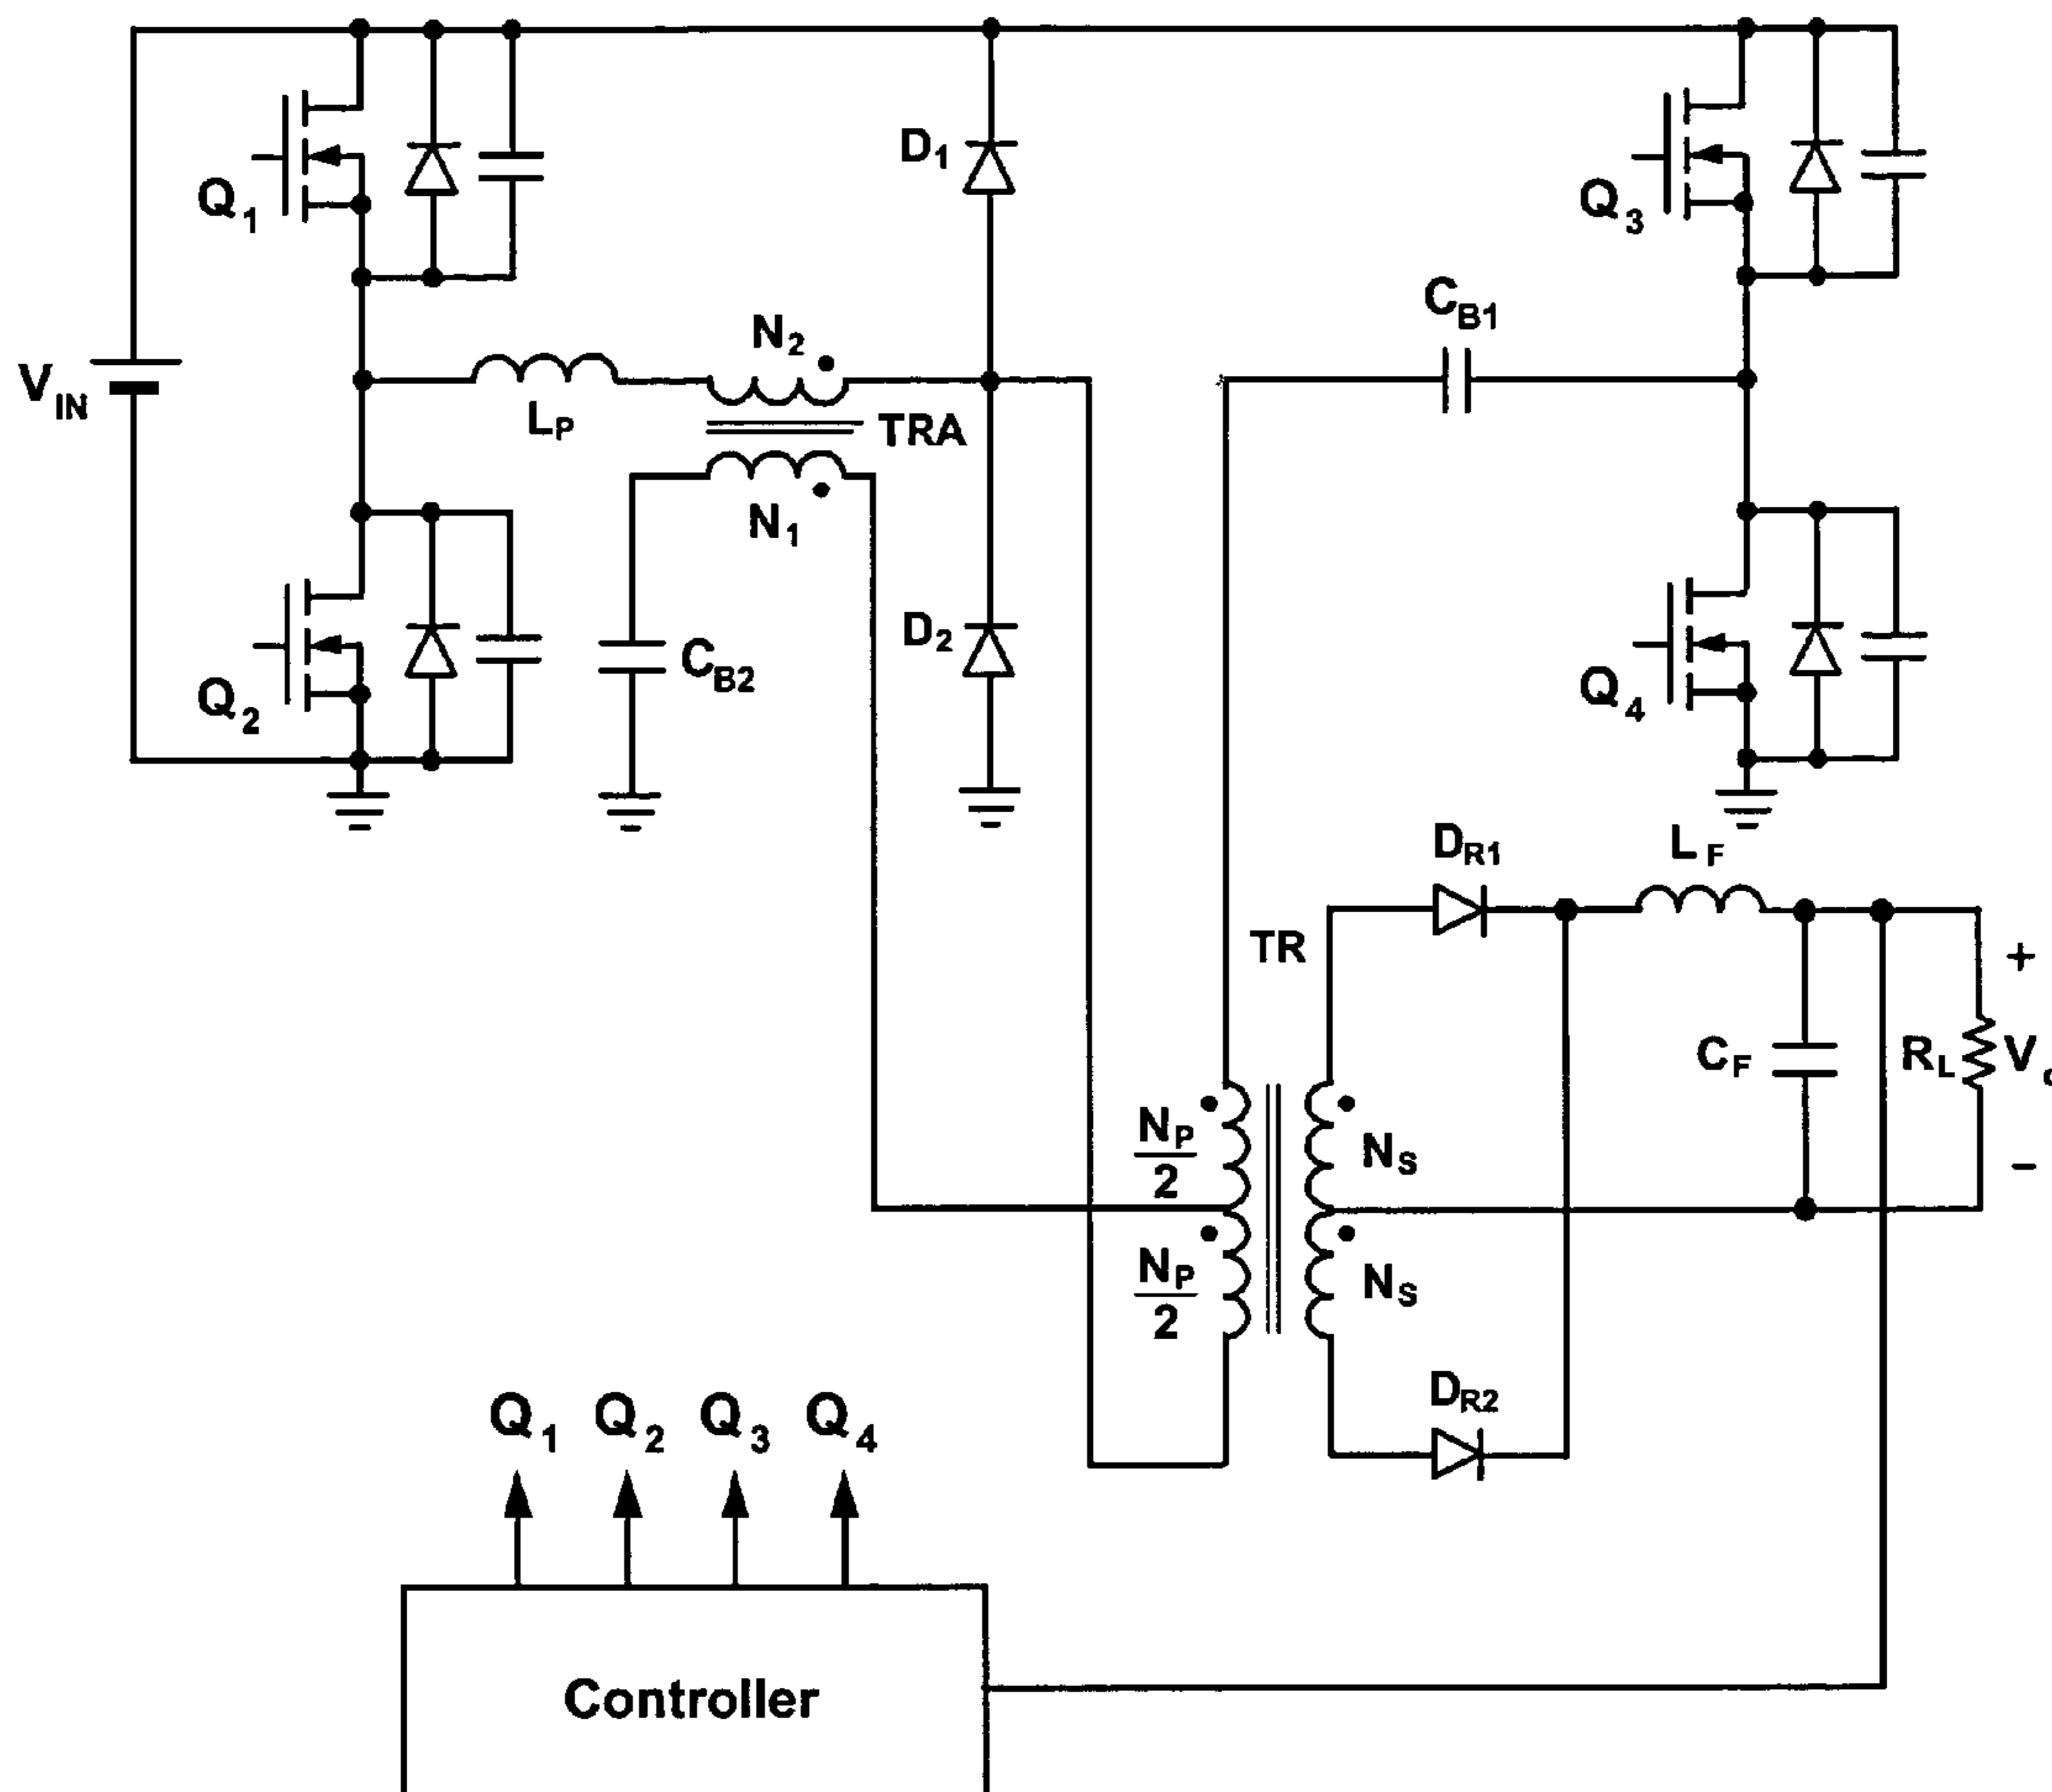 Q1
D1
Q3
VIN
LP
N2
TRA
N1
CB1
CB2
D2
Q2
Q4
DR1
LF
TR
NP
2
NS
CF
RL
+
Vo
-
NP
2
NS
DR2
Q1
Q2
Q3
Q4
Controller